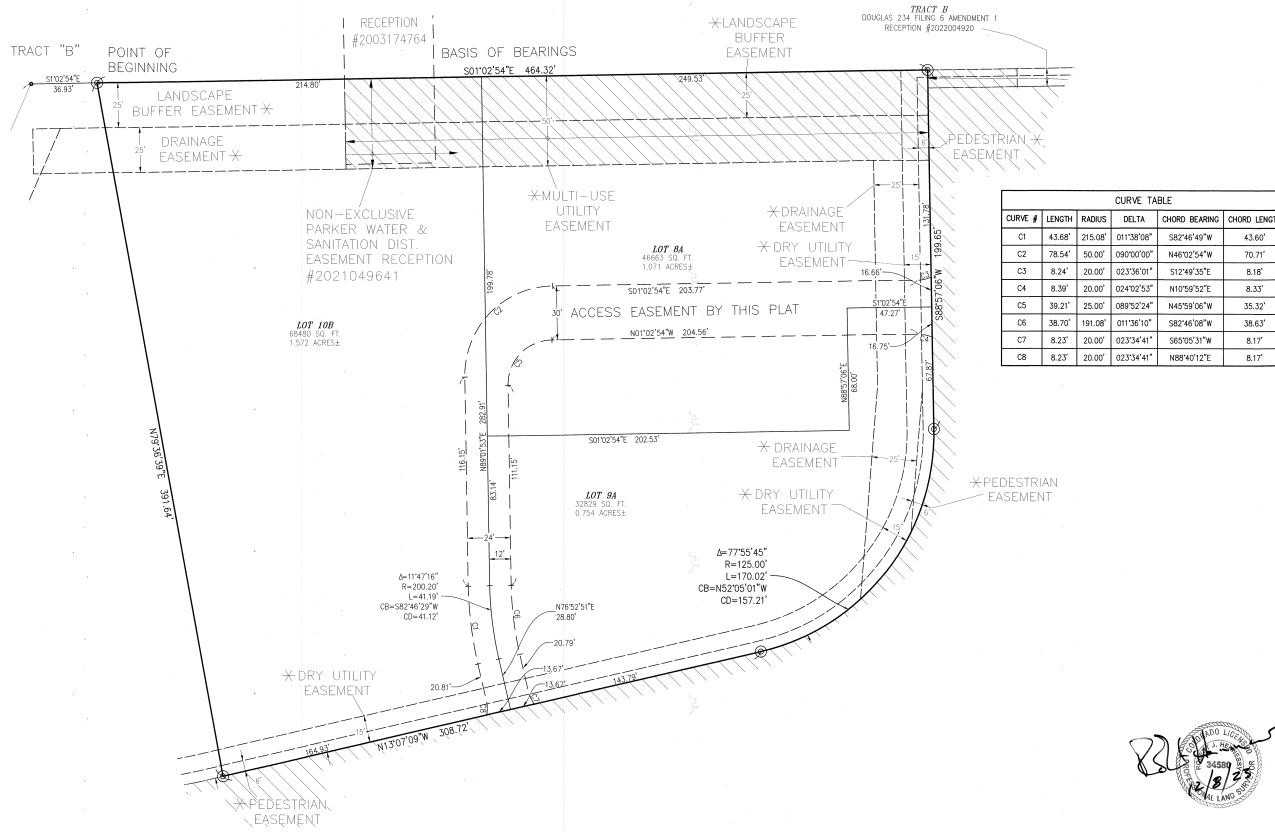 TRACT B
DOUGLAS 234 FILING 6 AMENDMENT 1
RECEPTION #2022004920
RECEPTION
#2003174764
LANDSCAPE
BUFFER
EASEMENT
TRACT "B"
POINT OF
BEGINNING
BASIS OF BEARINGS
S01°02'54"E 464.32'
S1°02'54"E
36.93'
214.80'
249.53'
25'
LANDSCAPE
BUFFER EASEMENT
25'
50'
25'
DRAINAGE
EASEMENT
6'
PEDESTRIAN
EASEMENT
NON-EXCLUSIVE
PARKER WATER &
SANITATION DIST.
EASEMENT RECEPTION
#2021049641
MULTI-USE
UTILITY
EASEMENT
25'
DRAINAGE
EASEMENT
131.78'
DRY UTILITY
EASEMENT
15'
S88°57'06"W 199.65'
LOT 8A
46663 SQ. FT.
1.071 ACRES±
16.66'
C3
199.78'
S01°02'54"E 203.77'
S1°02'54"E
47.27'
C2
30'
ACCESS EASEMENT BY THIS PLAT
LOT 10B
68480 SQ. FT.
1.572 ACRES±
N01°02'54"W 204.56'
16.75'
C4
C5
N88°57'06"E
68.00'
67.87'
CURVE TABLE
CURVE # LENGTH RADIUS DELTA CHORD BEARING CHORD LENGT
C1 43.68' 215.08' 011°38'08" S82°46'49"W 43.60'
C2 78.54' 50.00' 090°00'00" N46°02'54"W 70.71'
C3 8.24' 20.00' 023°36'01" S12°49'35"E 8.18'
C4 8.39' 20.00' 024°02'53" N10°59'52"E 8.33'
C5 39.21' 25.00' 089°52'24" N45°59'06"W 35.32'
C6 38.70' 191.08' 011°36'10" S82°46'08"W 38.63'
C7 8.23' 20.00' 023°34'41" S65°05'31"W 8.17'
C8 8.23' 20.00' 023°34'41" N88°40'12"E 8.17'
N79°36'39"E 391.64'
N89°01'53"E 282.91'
S01°02'54"E 202.53'
116.15'
111.15'
83.14'
DRAINAGE
EASEMENT
25'
LOT 9A
32829 SQ. FT.
0.754 ACRES±
DRY UTILITY
EASEMENT
PEDESTRIAN
EASEMENT
6'
15'
24'
12'
Δ=77°55'45"
R=125.00'
L=170.02'
CB=N52°05'01"W
CD=157.21'
Δ=11°47'16"
R=200.20'
L=41.19'
CB=S82°46'29"W
CD=41.12'
N76°52'51"E
28.80'
C1
C6
20.79'
DRY UTILITY
EASEMENT
20.81'
13.67'
13.67'
143.79'
C8
C7
15'
N13°07'09"W 308.72'
164.93'
6'
PEDESTRIAN
EASEMENT
COLORADO LICENSED
34580
12/8/25
PROFESSIONAL LAND SURVEYOR